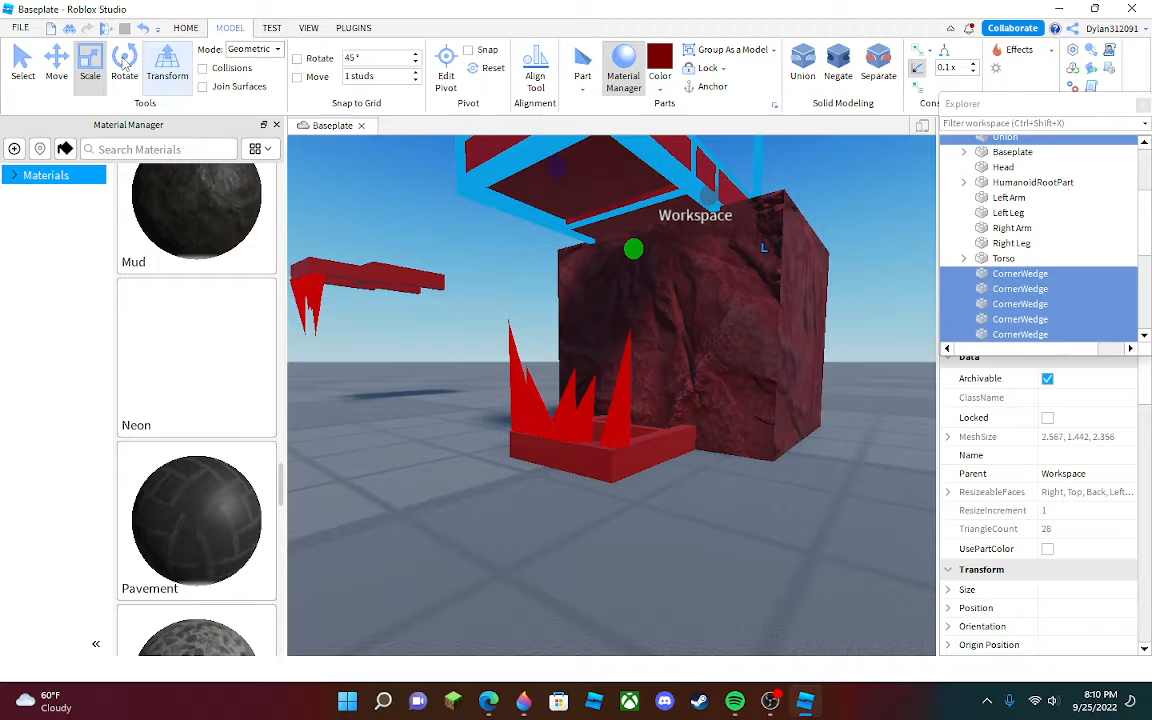 Baseplate - Roblox Studio
FILE HOME MODEL TEST VIEW PLUGINS Collaborate Dylan312091
Select Move Scale Rotate Transform
Mode: Geometric
Collisions
Join Surfaces
Tools
Rotate 45°
Move 1 studs
Snap to Grid
Edit Pivot
Snap
Reset
Pivot
Align Tool
Alignment
Part
Material Manager
Color
Group As a Model
Lock
Anchor
Parts
Union Negate Separate
Solid Modeling
0.1 x
Cons
Effects
Material Manager
Search Materials
Materials
Mud
Neon
Pavement
«
Baseplate
Workspace
L
Explorer
Filter workspace (Ctrl+Shift+X)
Union
Baseplate
Head
HumanoidRootPart
Left Arm
Left Leg
Right Arm
Right Leg
Torso
CornerWedge
CornerWedge
CornerWedge
CornerWedge
CornerWedge
Data
Archivable
ClassName
Locked
MeshSize 2.567, 1.442, 2.356
Name
Parent Workspace
ResizeableFaces Right, Top, Back, Left...
ResizeIncrement 1
TriangleCount 28
UsePartColor
Transform
Size
Position
Orientation
Origin Position
60°F
Cloudy
8:10 PM
9/25/2022